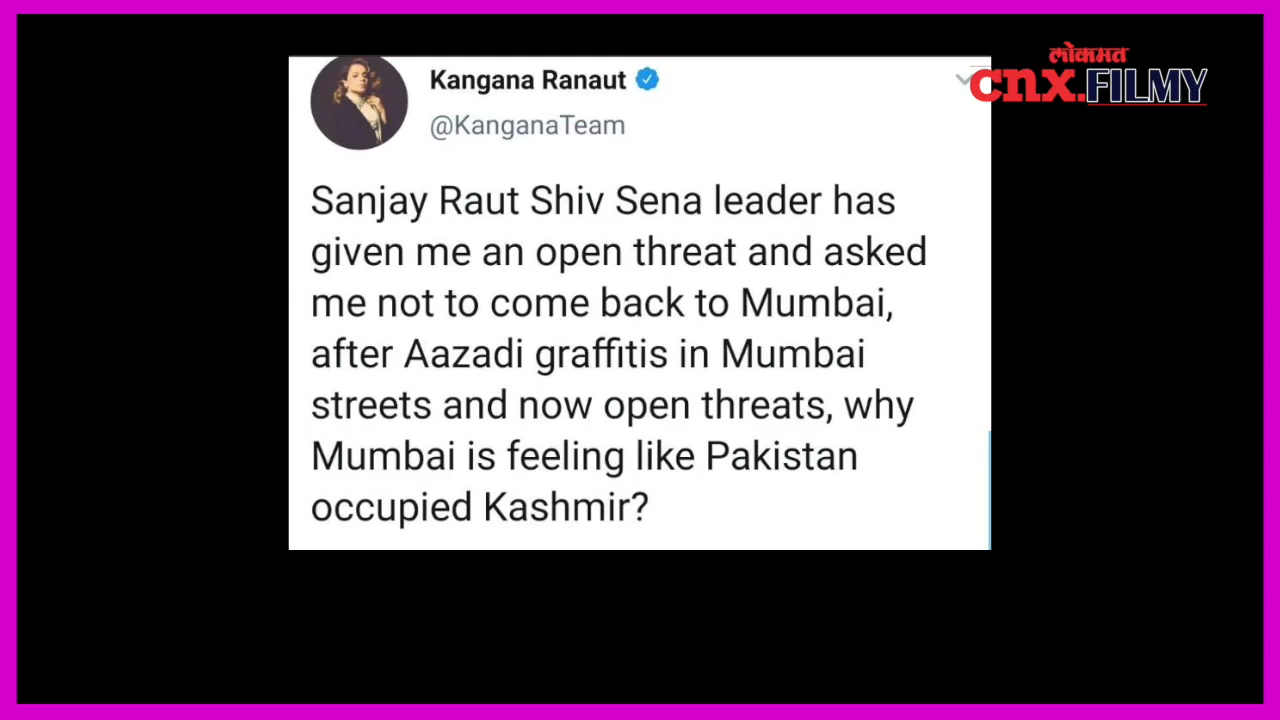 लोकमत
cnx.FILMY
Kangana Ranaut
@KanganaTeam
Sanjay Raut Shiv Sena leader has
given me an open threat and asked
me not to come back to Mumbai,
after Aazadi graffitis in Mumbai
streets and now open threats, why
Mumbai is feeling like Pakistan
occupied Kashmir?